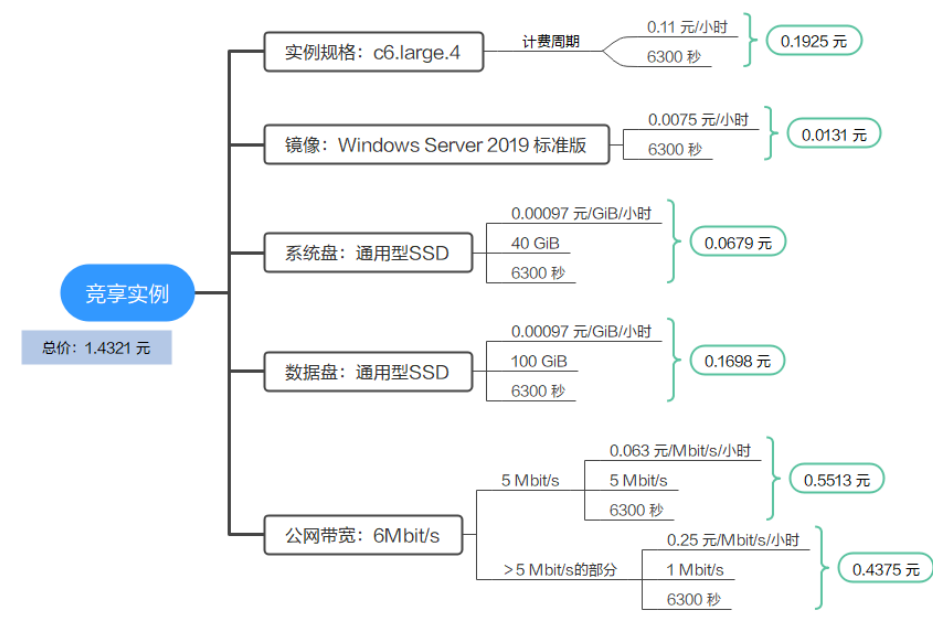 竞享实例
总价：1.4321 元
实例规格：c6.large.4
计费周期
0.11 元/小时
6300 秒
0.1925 元
镜像：Windows Server 2019 标准版
0.0075 元/小时
6300 秒
0.0131 元
系统盘：通用型SSD
0.00097 元/GiB/小时
40 GiB
6300 秒
0.0679 元
数据盘：通用型SSD
0.00097 元/GiB/小时
100 GiB
6300 秒
0.1698 元
公网带宽：6Mbit/s
5 Mbit/s
0.063 元/Mbit/s/小时
5 Mbit/s
6300 秒
0.5513 元
＞5 Mbit/s的部分
0.25 元/Mbit/s/小时
1 Mbit/s
6300 秒
0.4375 元